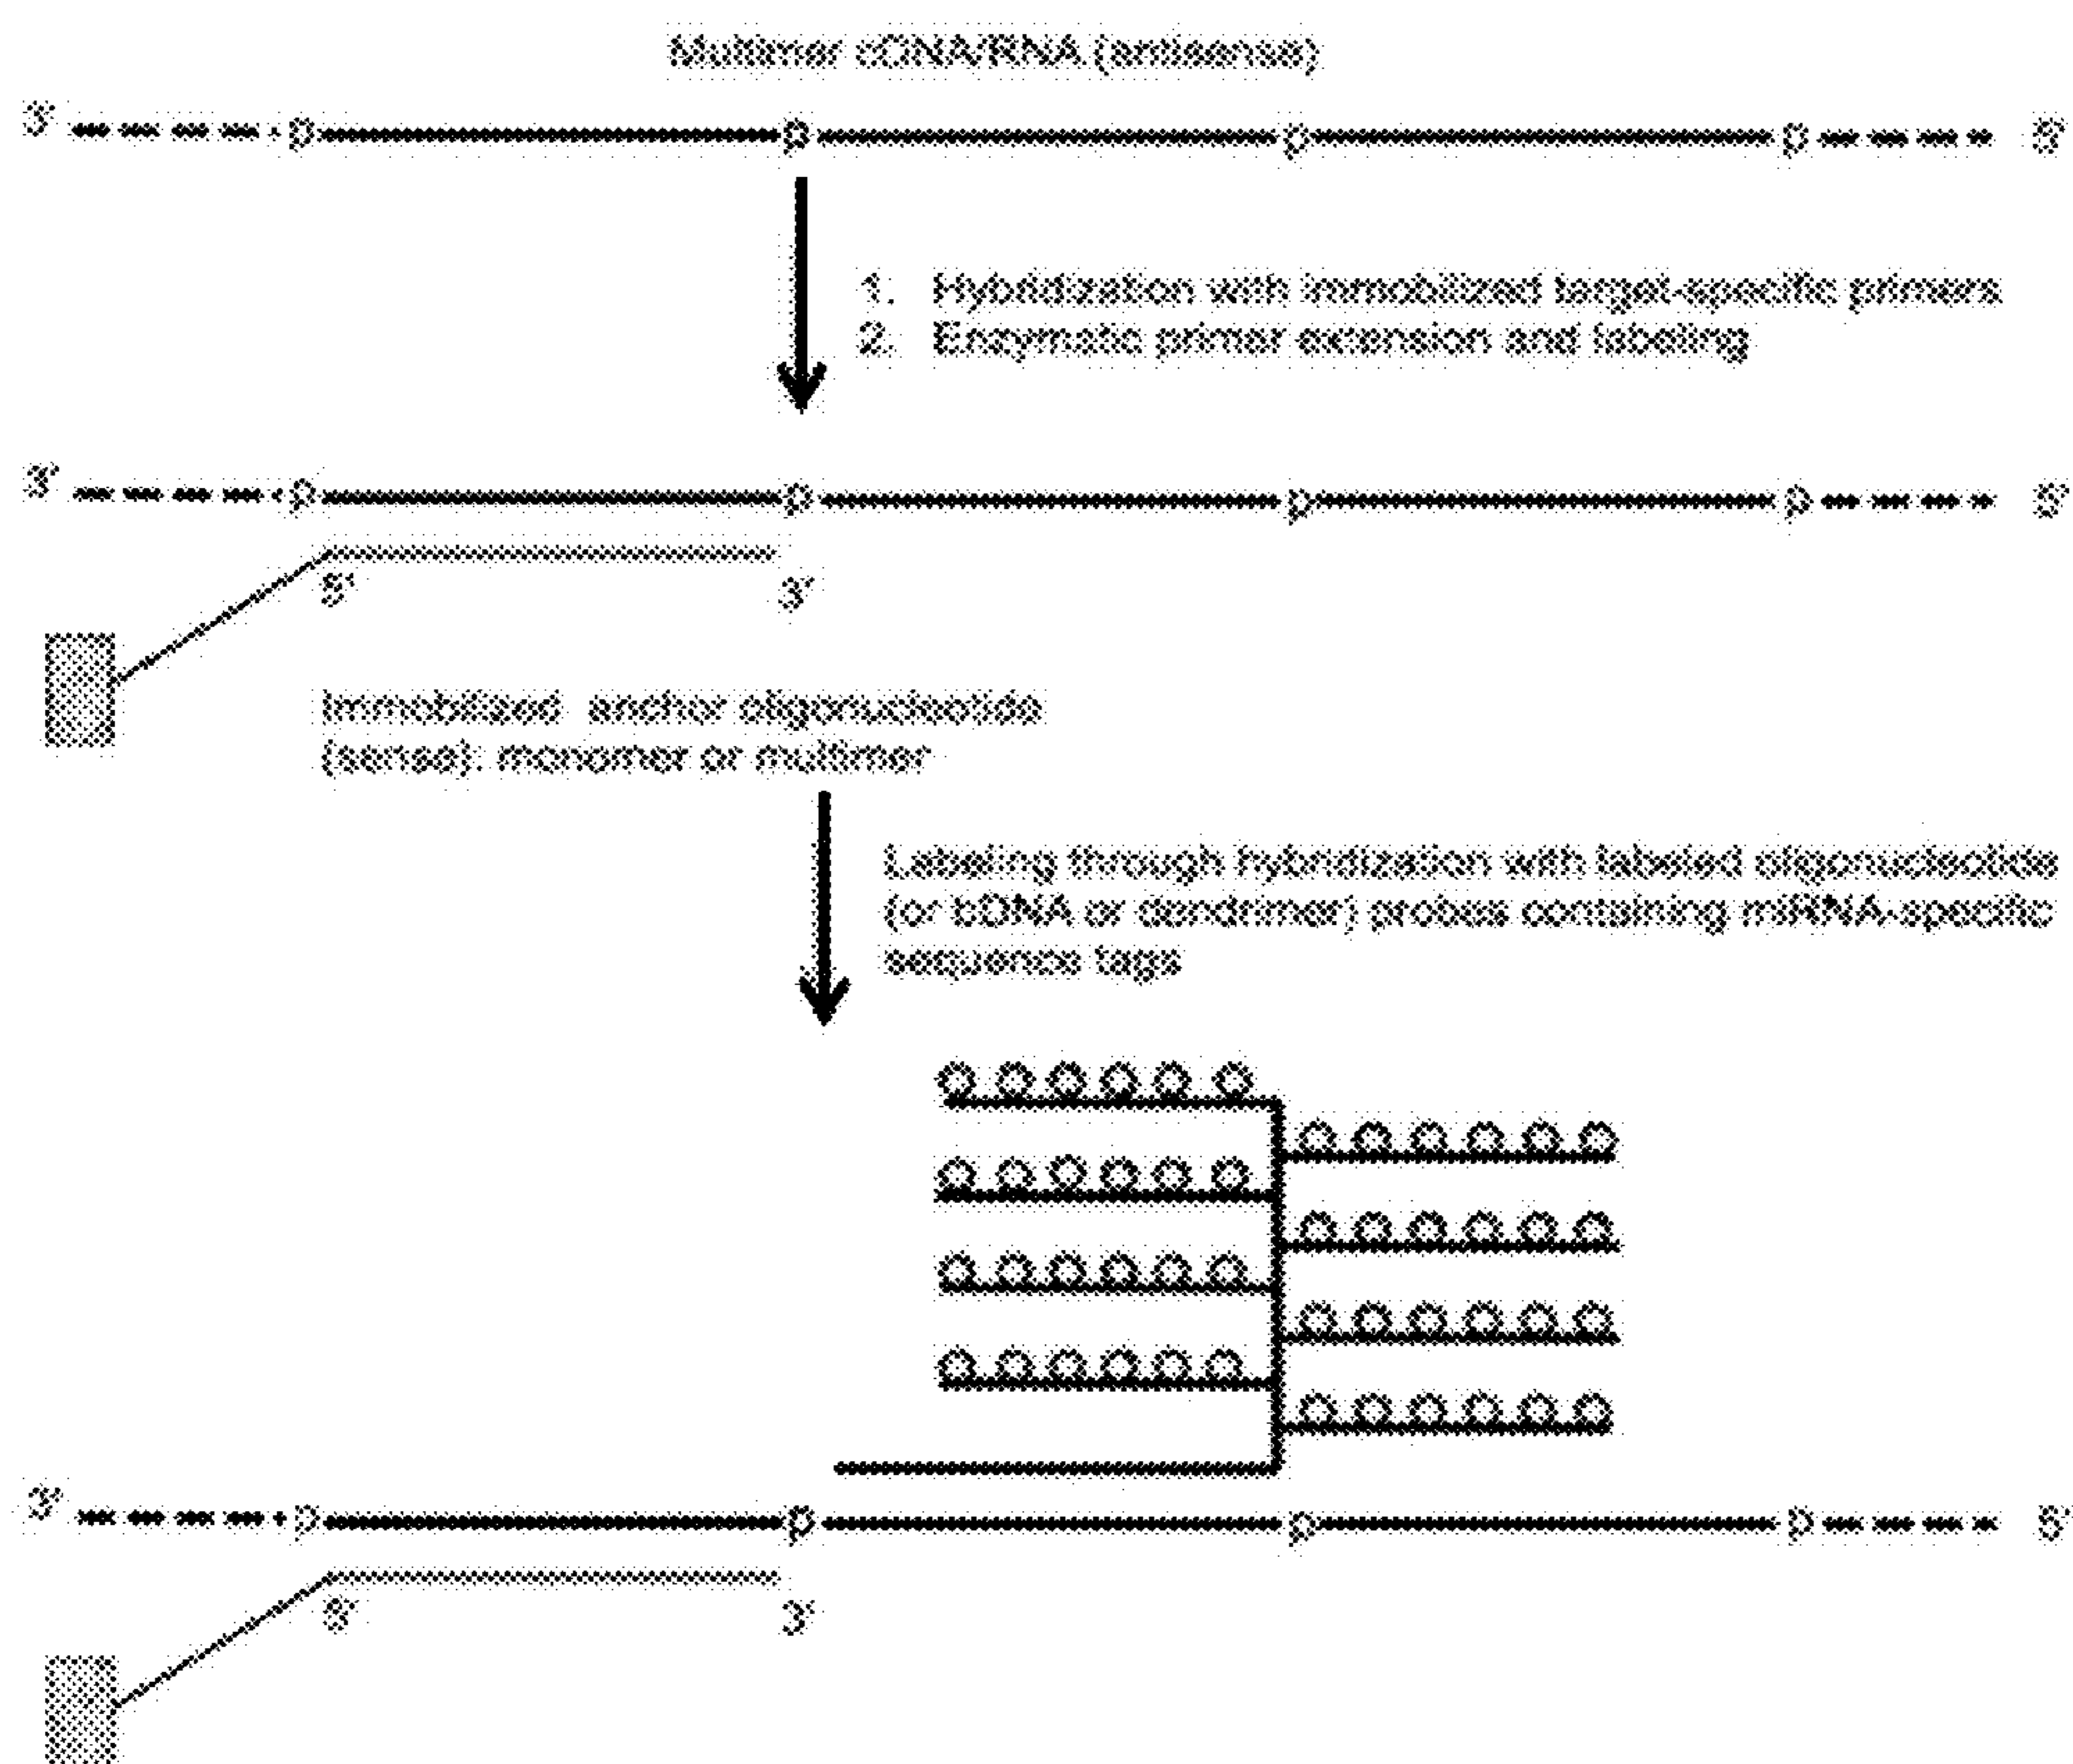 Multimer cDNA/RNA (antisense)
3' p p p p 5'
1. Hybridization with immobilized target-specific primers
2. Enzymatic primer extension and labeling
3' p p p p 5'
5' 3'
Immobilized anchor oligonucleotide
(sense): monomer or multimer
Labeling through hybridization with labeled oligonucleotide
(or bDNA or dendrimer) probes containing miRNA-specific
sequence tags
3' p p p p 5'
5' 3'